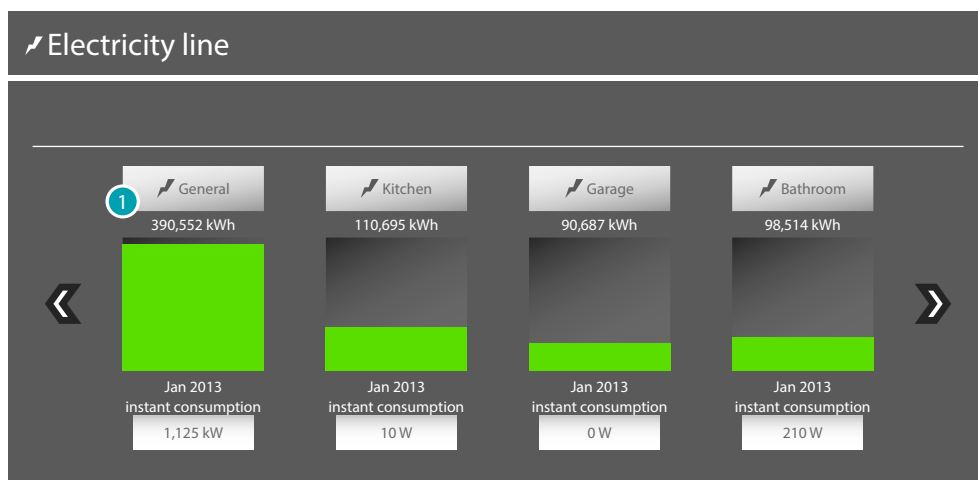 Electricity line
General
Kitchen
Garage
Bathroom
1
390,552 kWh
110,695 kWh
90,687 kWh
98,514 kWh
Jan 2013
instant consumption
Jan 2013
instant consumption
Jan 2013
instant consumption
Jan 2013
instant consumption
1,125 kW
10 W
0 W
210 W